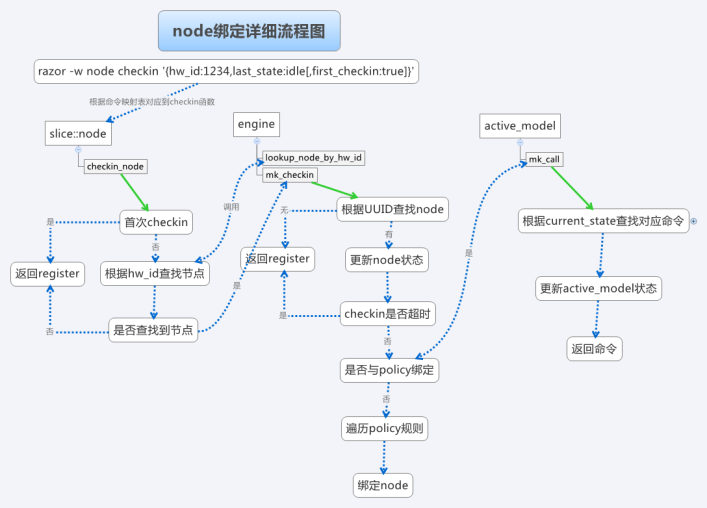 node绑定详细流程图
razor -w node checkin '{hw_id:1234,last_state:idle[,first_checkin:true]}'
根据命令映射表对应到checkin函数
slice::node
checkin_node
首次checkin
是
否
返回register
根据hw_id查找节点
否
是否查找到节点
engine
lookup_node_by_hw_id
mk_checkin
调用
是
根据UUID查找node
无
有
返回register
更新node状态
是
checkin是否超时
否
是否与policy绑定
是
否
遍历policy规则
绑定node
active_model
mk_call
根据current_state查找对应命令
更新active_model状态
返回命令